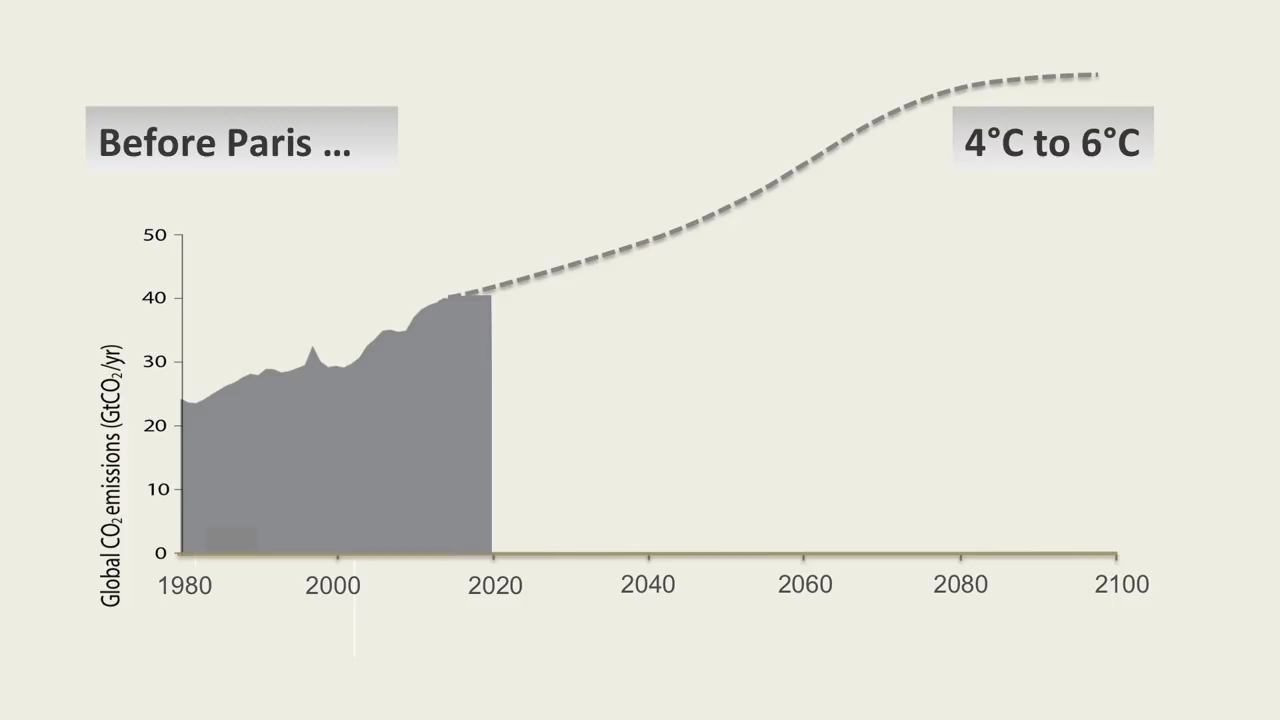 Before Paris ...
4°C to 6°C
50
40
30
20
10
0
Global CO₂ emissions (GtCO₂/yr)
1980 2000 2020 2040 2060 2080 2100